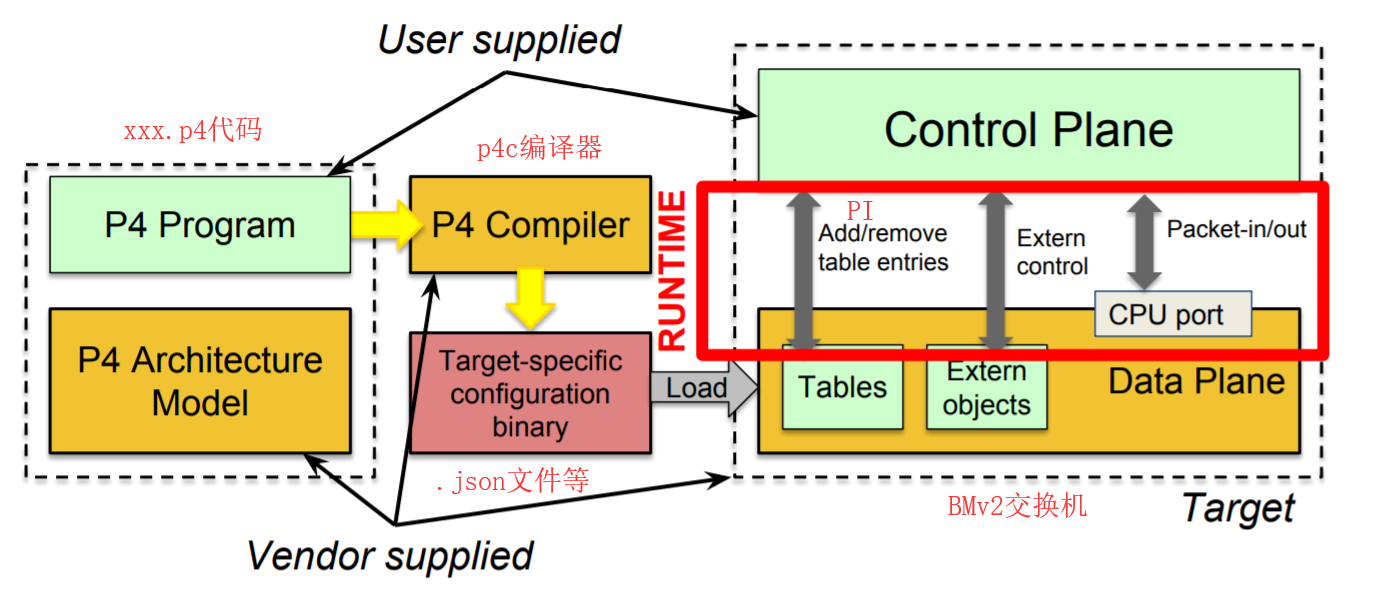 User supplied
xxx.p4代码
p4c编译器
Control Plane
P4 Program
P4 Compiler
RUNTIME
PI
Add/remove
table entries
Extern
control
Packet-in/out
CPU port
P4 Architecture
Model
Target-specific
configuration
binary
Load
Tables
Extern
objects
Data Plane
.json文件等
BMv2交换机
Target
Vendor supplied